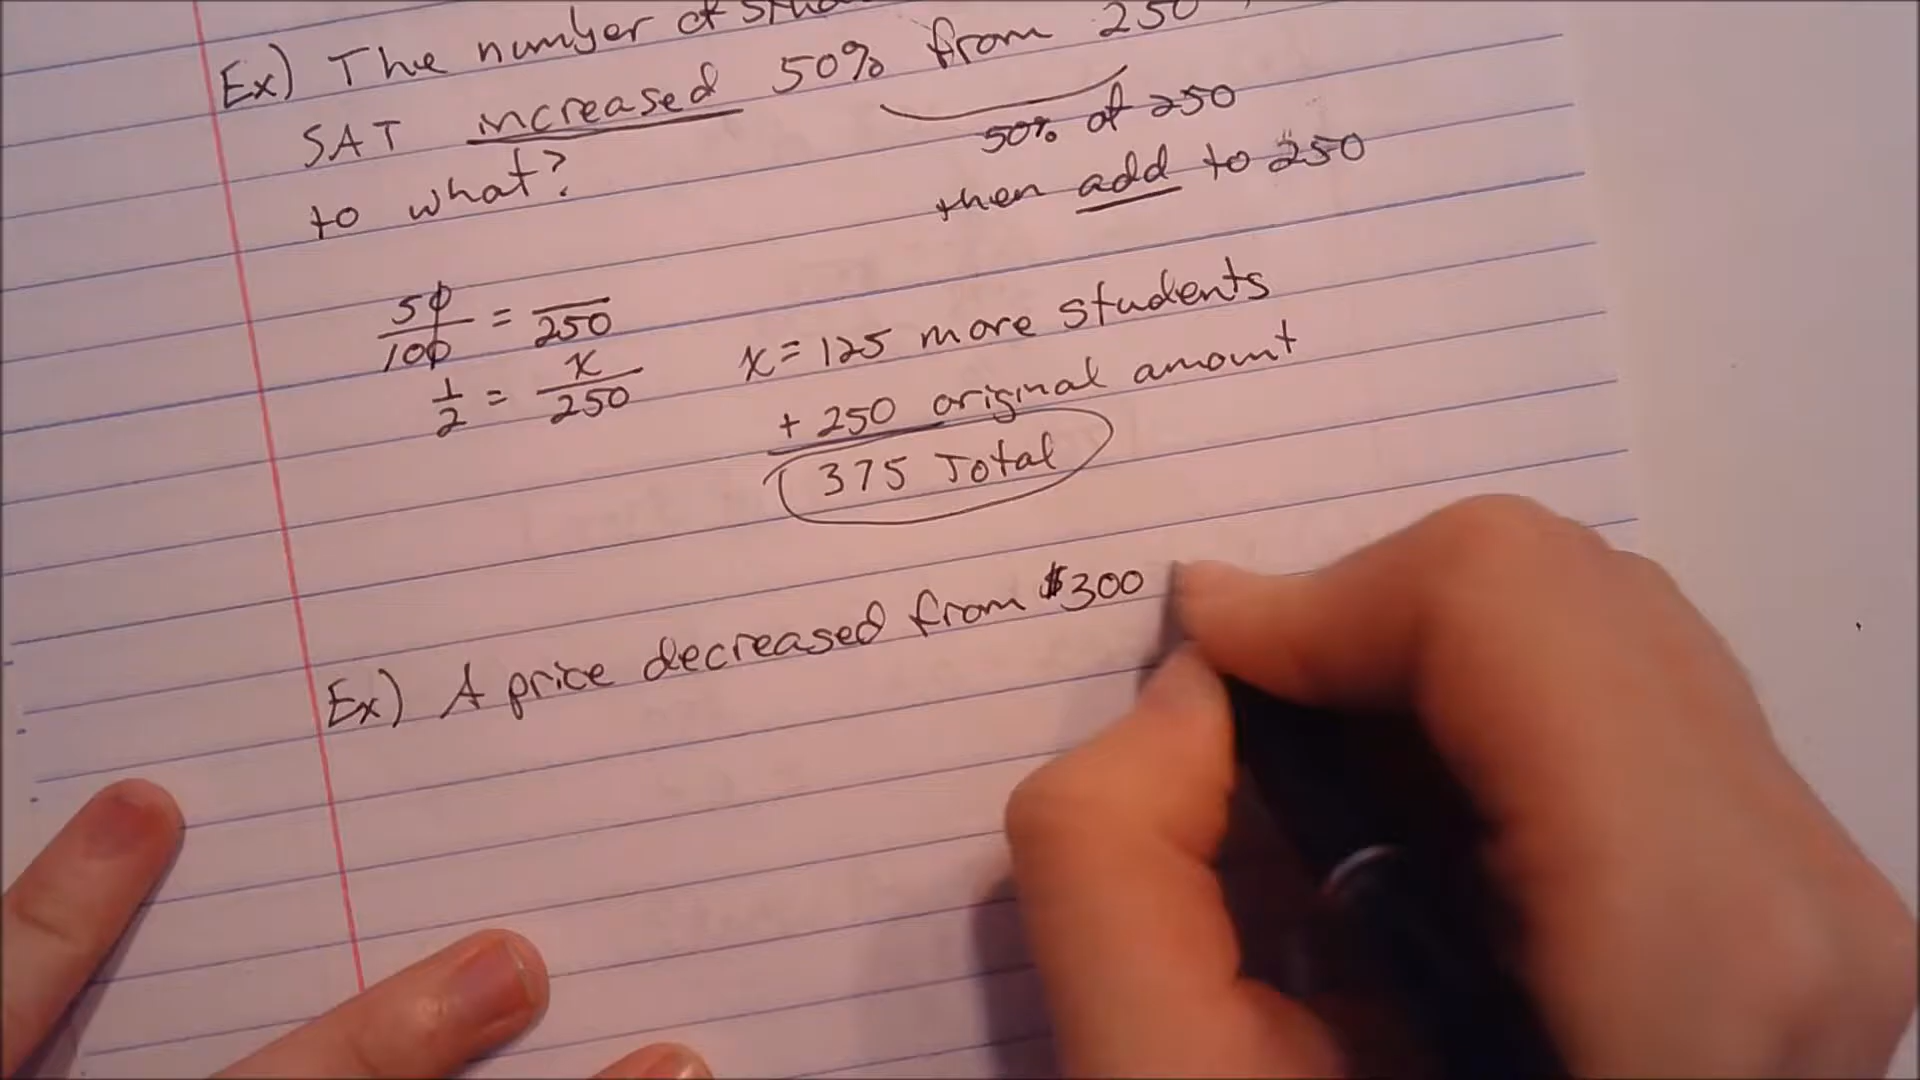 Ex) The number of
SAT increased 50% from 250
to what?
50% of 250
then add to 250
50/100 = /250
1/2 = x/250
x = 125 more students
+ 250 original amount
375 Total
Ex) A price decreased from $300